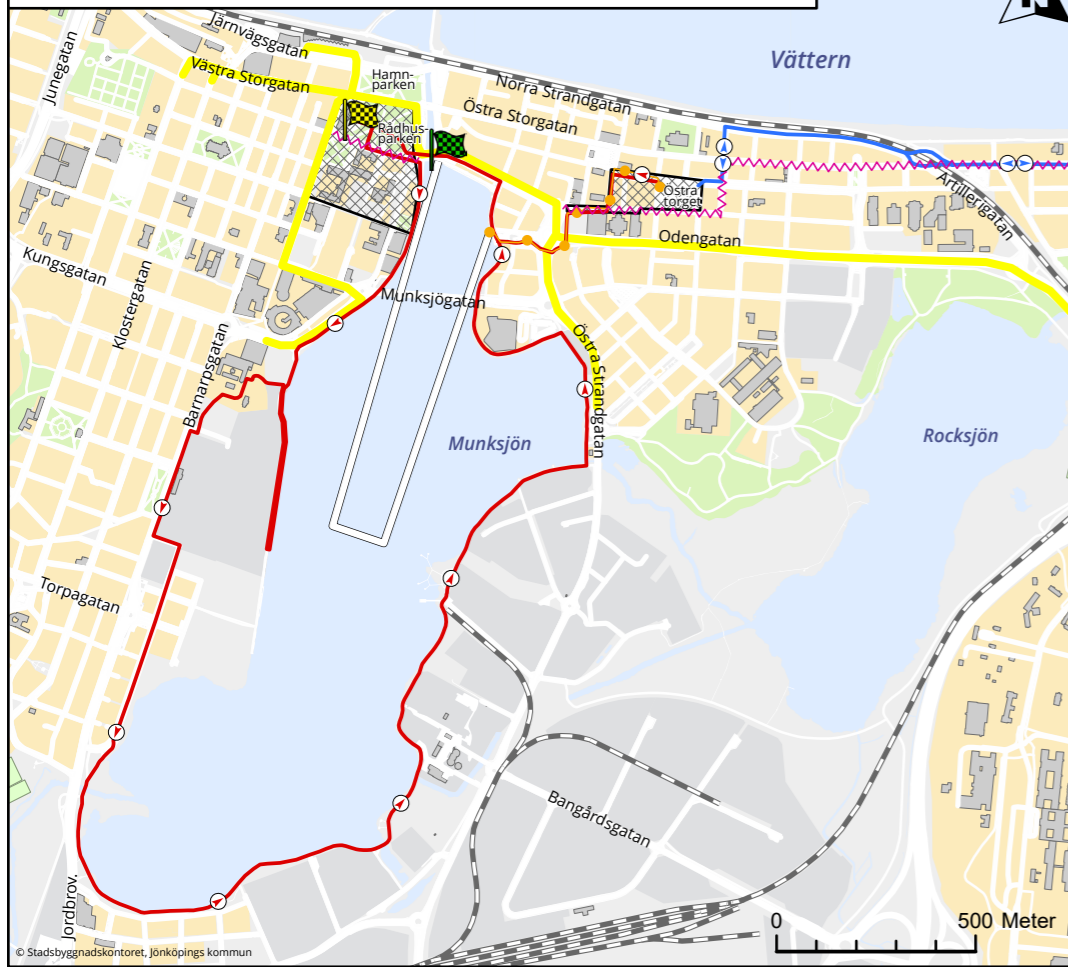 N
Järnvägsgatan
Junegatan
Västra Storgatan
Hamn-
parken
Norra Strandgatan
Vättern
Östra Storgatan
Rådhus-
parken
Östra
torget
Artillerigatan
Odengatan
Kungsgatan
Klostergatan
Munksjögatan
Barnarpsgatan
Östra Strandgatan
Munksjön
Rocksjön
Torpagatan
Bangårdsgatan
Jordbrov.
0 500 Meter
© Stadsbyggnadskontoret, Jönköpings kommun